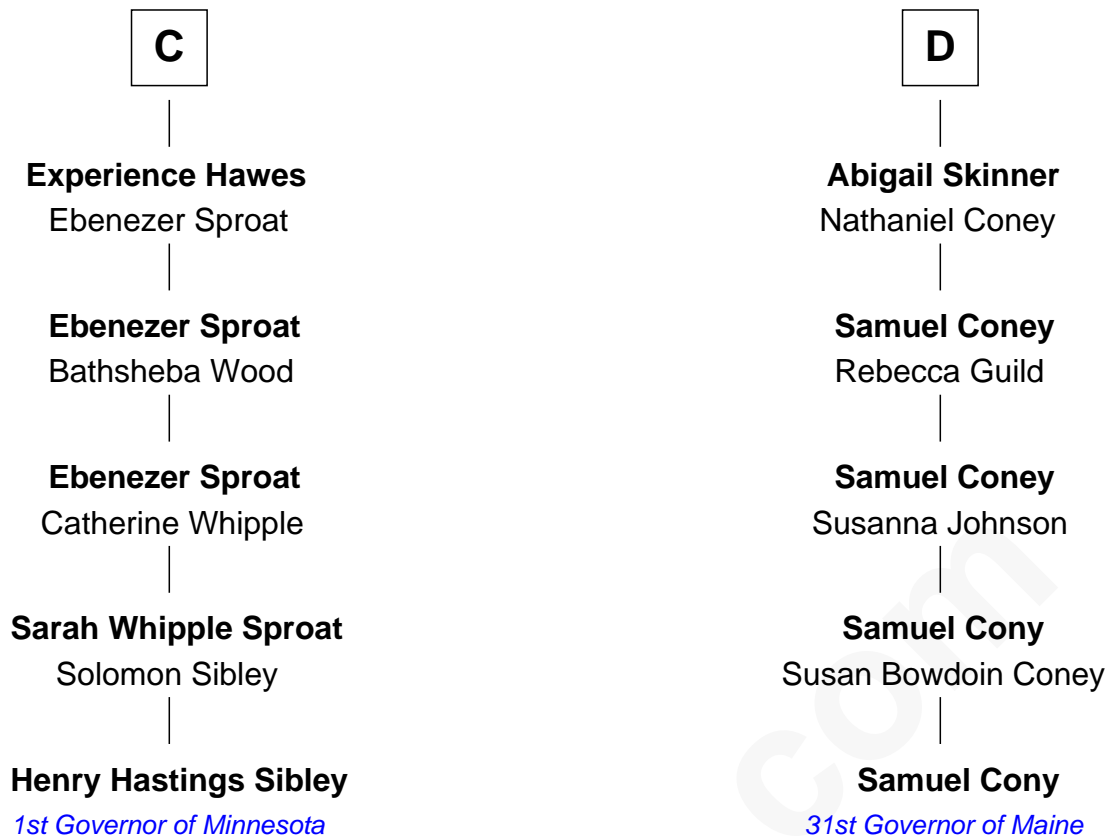 C
Experience Hawes
Ebenezer Sproat
Ebenezer Sproat
Bathsheba Wood
Ebenezer Sproat
Catherine Whipple
Sarah Whipple Sproat
Solomon Sibley
Henry Hastings Sibley
1st Governor of Minnesota
D
Abigail Skinner
Nathaniel Coney
Samuel Coney
Rebecca Guild
Samuel Coney
Susanna Johnson
Samuel Cony
Susan Bowdoin Coney
Samuel Cony
31st Governor of Maine
com